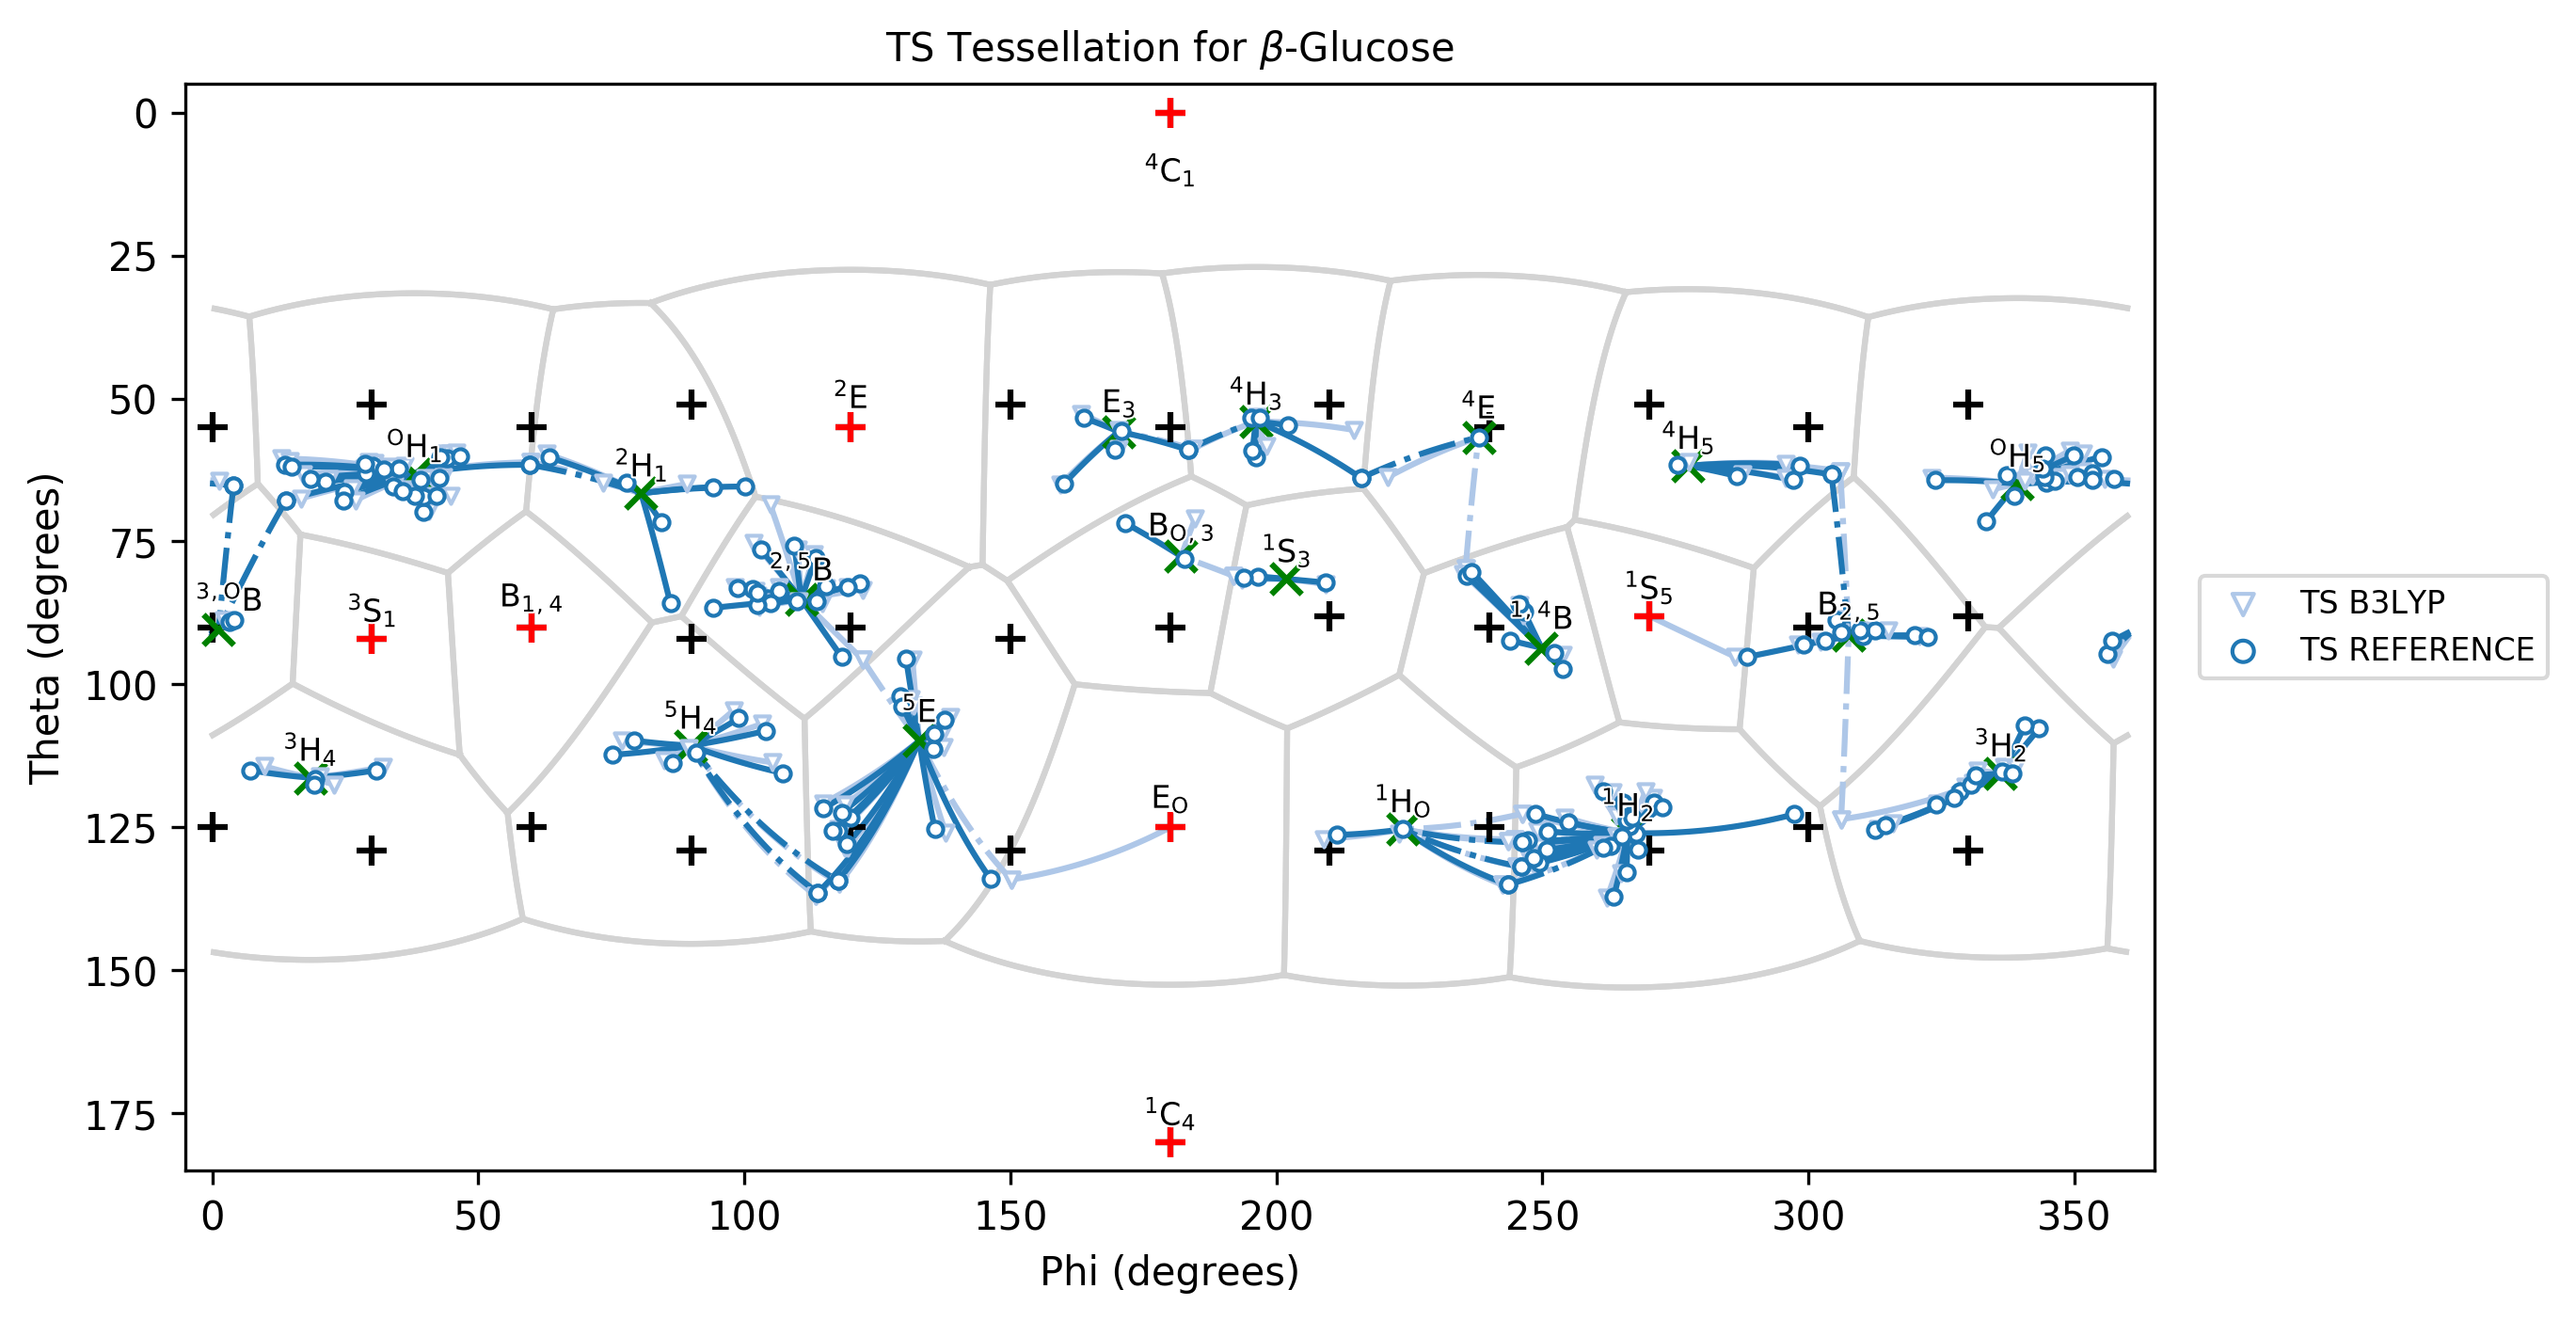 TS Tessellation for β-Glucose
0
25
50
75
100
125
150
175
Theta (degrees)
⁴C₁
²E
E₃
⁴H₃
⁴E
⁴H₅
ᴼH₅
ᴼH₁
²H₁
B_O,3
¹S₃
²,⁵B
³,ᴼB
³S₁
B₁,₄
¹,⁴B
¹S₅
B₂,₅
⁵H₄
⁵E
³H₄
³H₂
E_O
¹H_O
¹H₂
¹C₄
0
50
100
150
200
250
300
350
Phi (degrees)
TS B3LYP
TS REFERENCE